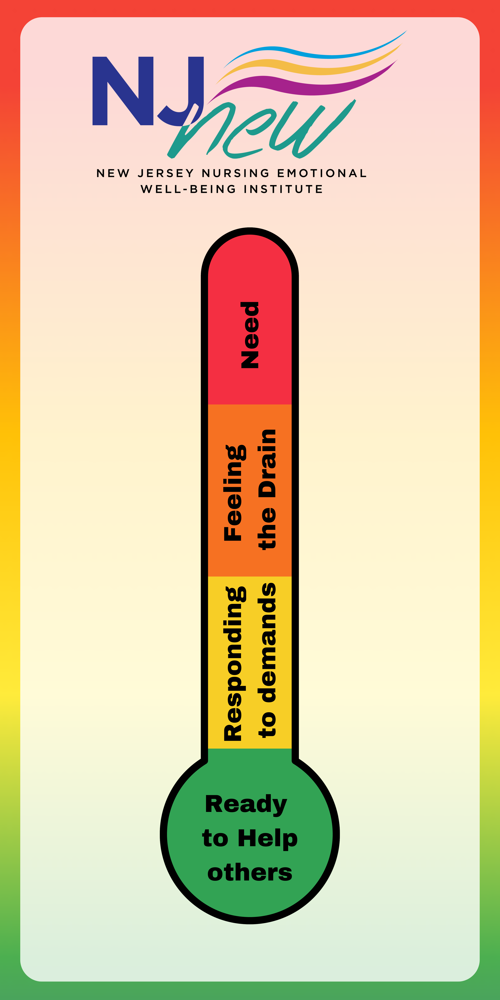 NJ
new
NEW JERSEY NURSING EMOTIONAL
WELL-BEING INSTITUTE
Need
Feeling
the Drain
Responding
to demands
Ready
to Help
others